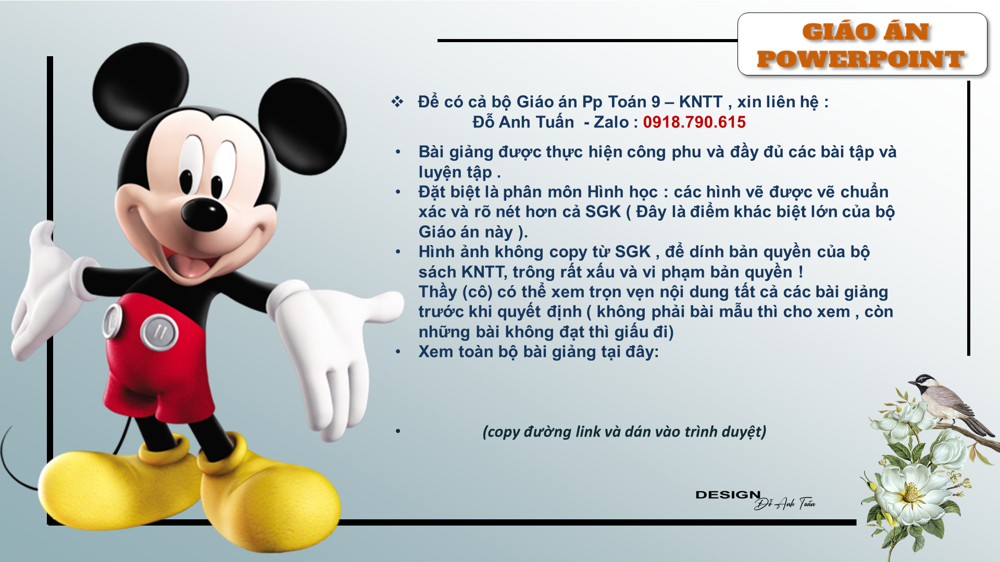 GIÁO ÁN
POWERPOINT
❖ Để có cả bộ Giáo án Pp Toán 9 – KNTT , xin liên hệ :
Đỗ Anh Tuấn - Zalo : 0918.790.615
• Bài giảng được thực hiện công phu và đầy đủ các bài tập và
luyện tập .
• Đặt biệt là phân môn Hình học : các hình vẽ được vẽ chuẩn
xác và rõ nét hơn cả SGK ( Đây là điểm khác biệt lớn của bộ
Giáo án này ).
• Hình ảnh không copy từ SGK , để dính bản quyền của bộ
sách KNTT, trông rất xấu và vi phạm bản quyền !
Thầy (cô) có thể xem trọn vẹn nội dung tất cả các bài giảng
trước khi quyết định ( không phải bài mẫu thì cho xem , còn
những bài không đạt thì giấu đi)
• Xem toàn bộ bài giảng tại đây:
• (copy đường link và dán vào trình duyệt)
DESIGN
Đỗ Anh Tuấn